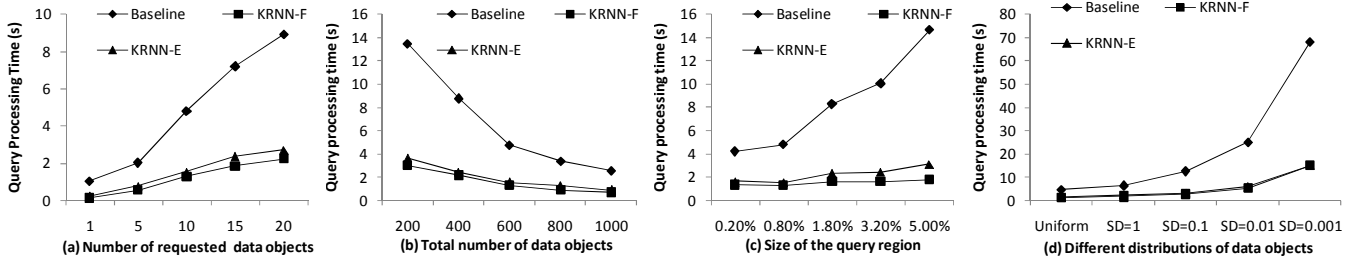 Query Processing Time (s)
10
8
6
4
2
0
Baseline
KRNN-F
KRNN-E
1 5 10 15 20
(a) Number of requested data objects
Query processing time (s)
16
14
12
10
8
6
4
2
0
Baseline
KRNN-F
KRNN-E
200 400 600 800 1000
(b) Total number of data objects
Query processing time (s)
16
14
12
10
8
6
4
2
0
Baseline
KRNN-F
KRNN-E
0.20% 0.80% 1.80% 3.20% 5.00%
(c) Size of the query region
Query processing time (s)
80
70
60
50
40
30
20
10
0
Baseline
KRNN-F
KRNN-E
Uniform SD=1 SD=0.1 SD=0.01 SD=0.001
(d) Different distributions of data objects